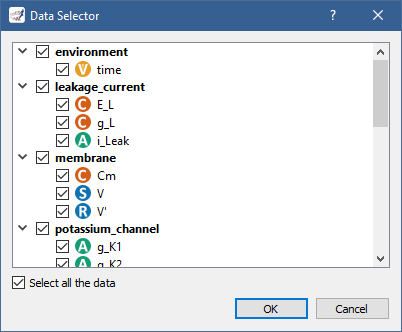 Data Selector ? ×
environment
V time
leakage_current
C E_L
C g_L
A i_Leak
membrane
C Cm
S V
R V'
potassium_channel
A g_K1
A g_K2
Select all the data
OK Cancel